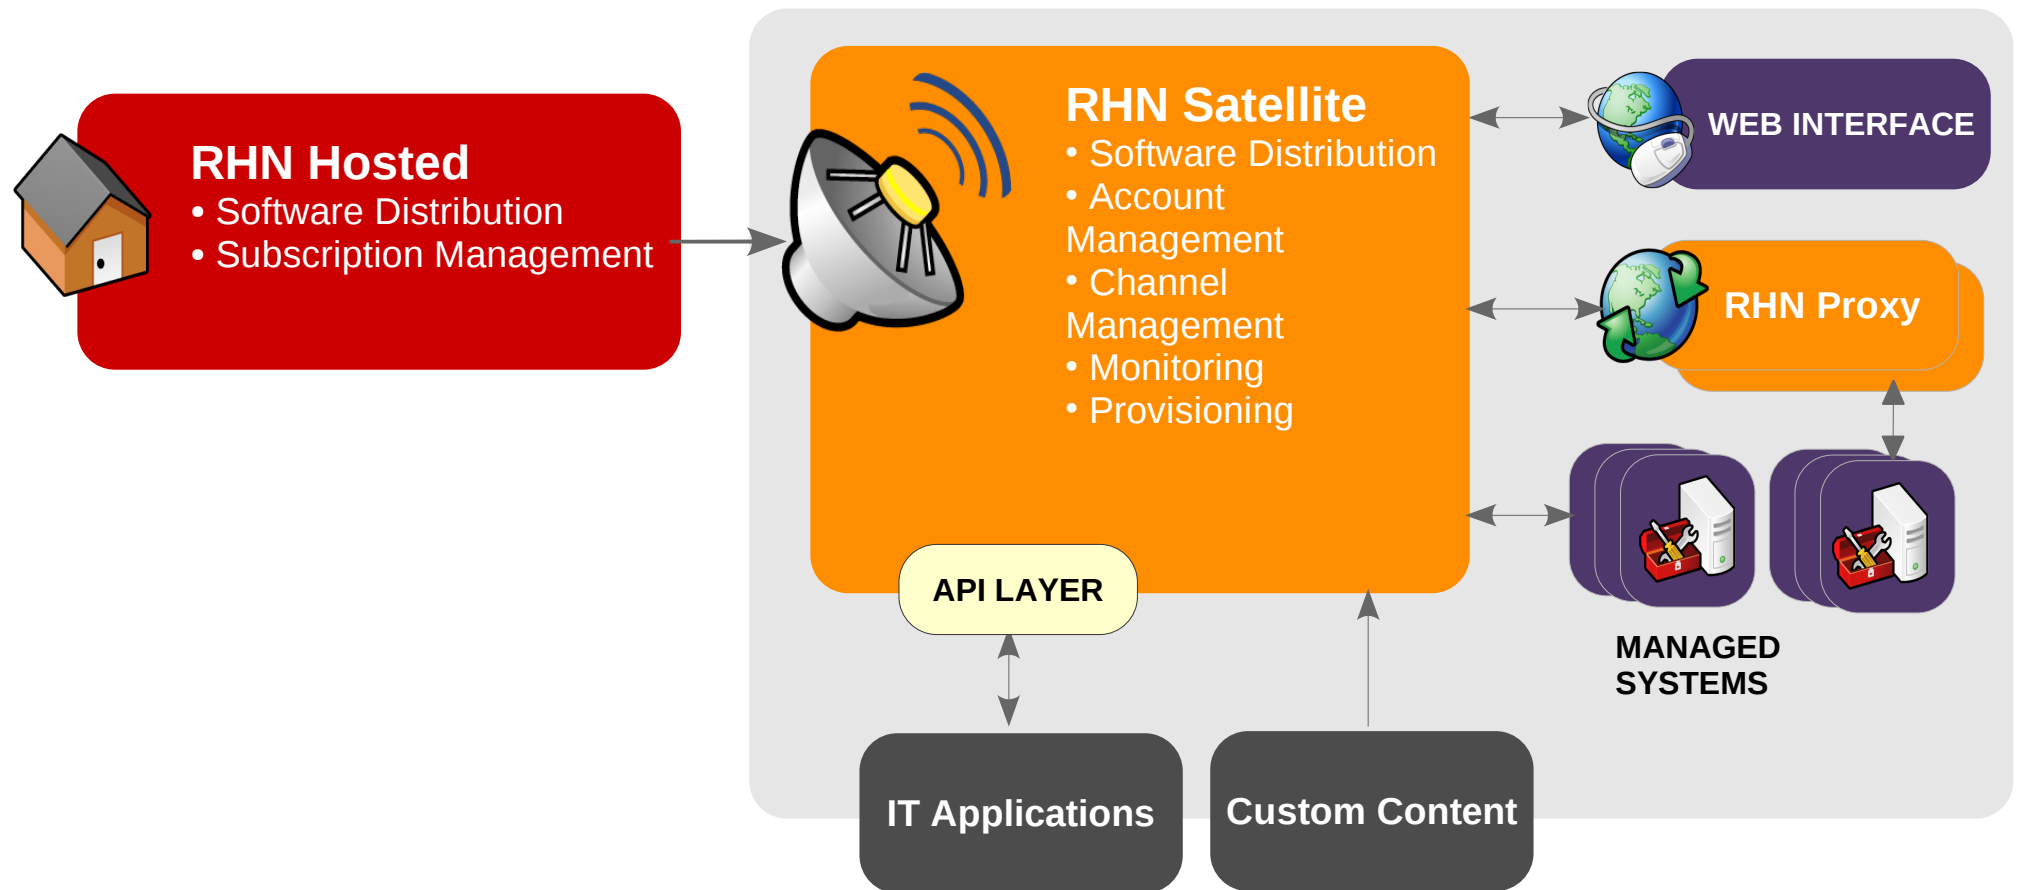 RHN Hosted
• Software Distribution
• Subscription Management
RHN Satellite
• Software Distribution
• Account
Management
• Channel
Management
• Monitoring
• Provisioning
API LAYER
WEB INTERFACE
RHN Proxy
MANAGED
SYSTEMS
IT Applications
Custom Content